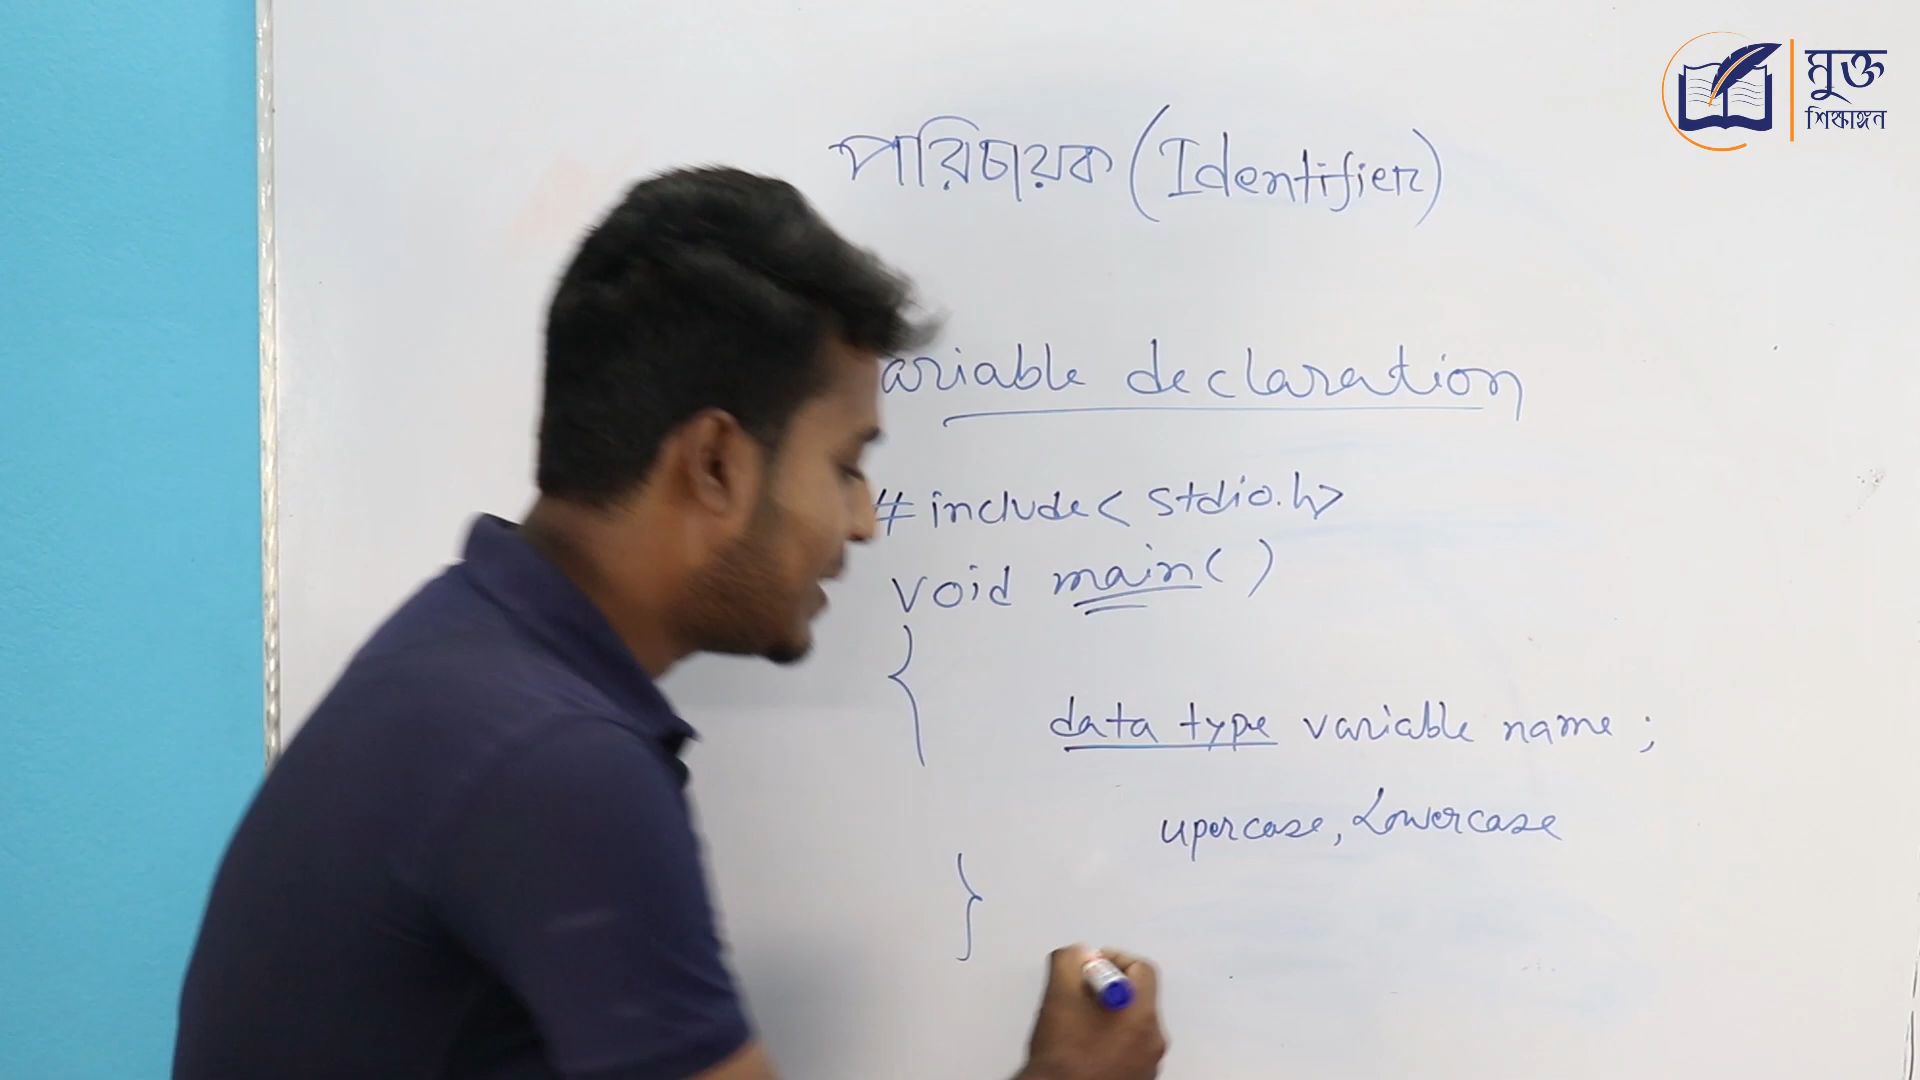 মুক্ত
শিক্ষাঙ্গন
পরিচায়ক (Identifier)
ariable declaration
# include < stdio.h>
void main( )
{
data type variable name ;
upercase, Lowercase
}